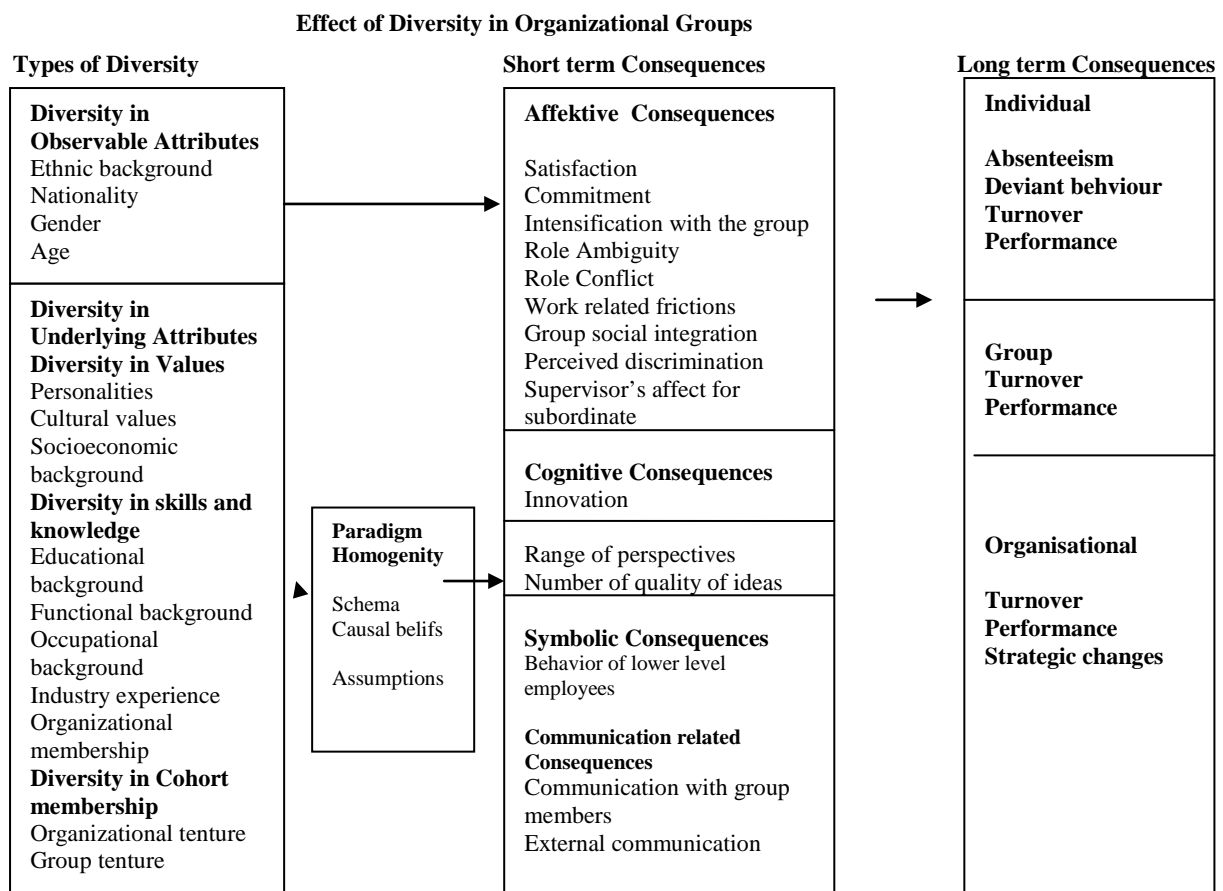 Effect of Diversity in Organizational Groups
Types of Diversity
Diversity in
Observable Attributes
Ethnic background
Nationality
Gender
Age
Diversity in
Underlying Attributes
Diversity in Values
Personalities
Cultural values
Socioeconomic
background
Diversity in skills and
knowledge
Educational
background
Functional background
Occupational
background
Industry experience
Organizational
membership
Diversity in Cohort
membership
Organizational tenture
Group tenture
Paradigm
Homogenity
Schema
Causal belifs
Assumptions
Short term Consequences
Affektive Consequences
Satisfaction
Commitment
Intensification with the group
Role Ambiguity
Role Conflict
Work related frictions
Group social integration
Perceived discrimination
Supervisor's affect for
subordinate
Cognitive Consequences
Innovation
Range of perspectives
Number of quality of ideas
Symbolic Consequences
Behavior of lower level
employees
Communication related
Consequences
Communication with group
members
External communication
Long term Consequences
Individual
Absenteeism
Deviant behviour
Turnover
Performance
Group
Turnover
Performance
Organisational
Turnover
Performance
Strategic changes